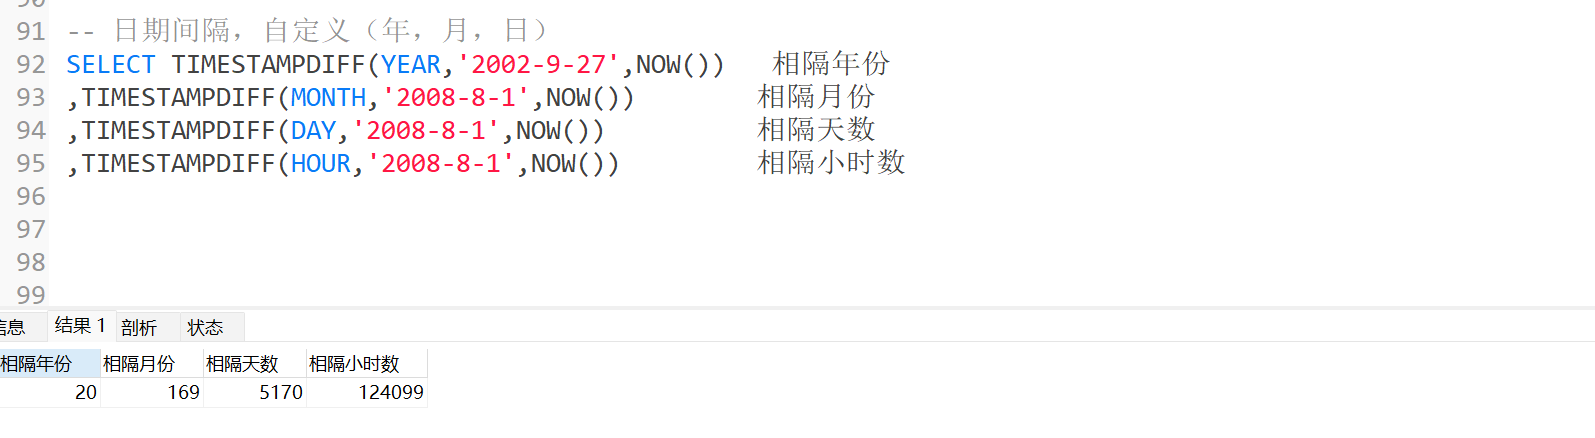 90
91 -- 日期间隔，自定义（年，月，日）
92 SELECT TIMESTAMPDIFF(YEAR,'2002-9-27',NOW()) 相隔年份
93 ,TIMESTAMPDIFF(MONTH,'2008-8-1',NOW()) 相隔月份
94 ,TIMESTAMPDIFF(DAY,'2008-8-1',NOW()) 相隔天数
95 ,TIMESTAMPDIFF(HOUR,'2008-8-1',NOW()) 相隔小时数
96
97
98
99
信息 结果 1 剖析 状态
相隔年份 相隔月份 相隔天数 相隔小时数
20 169 5170 124099